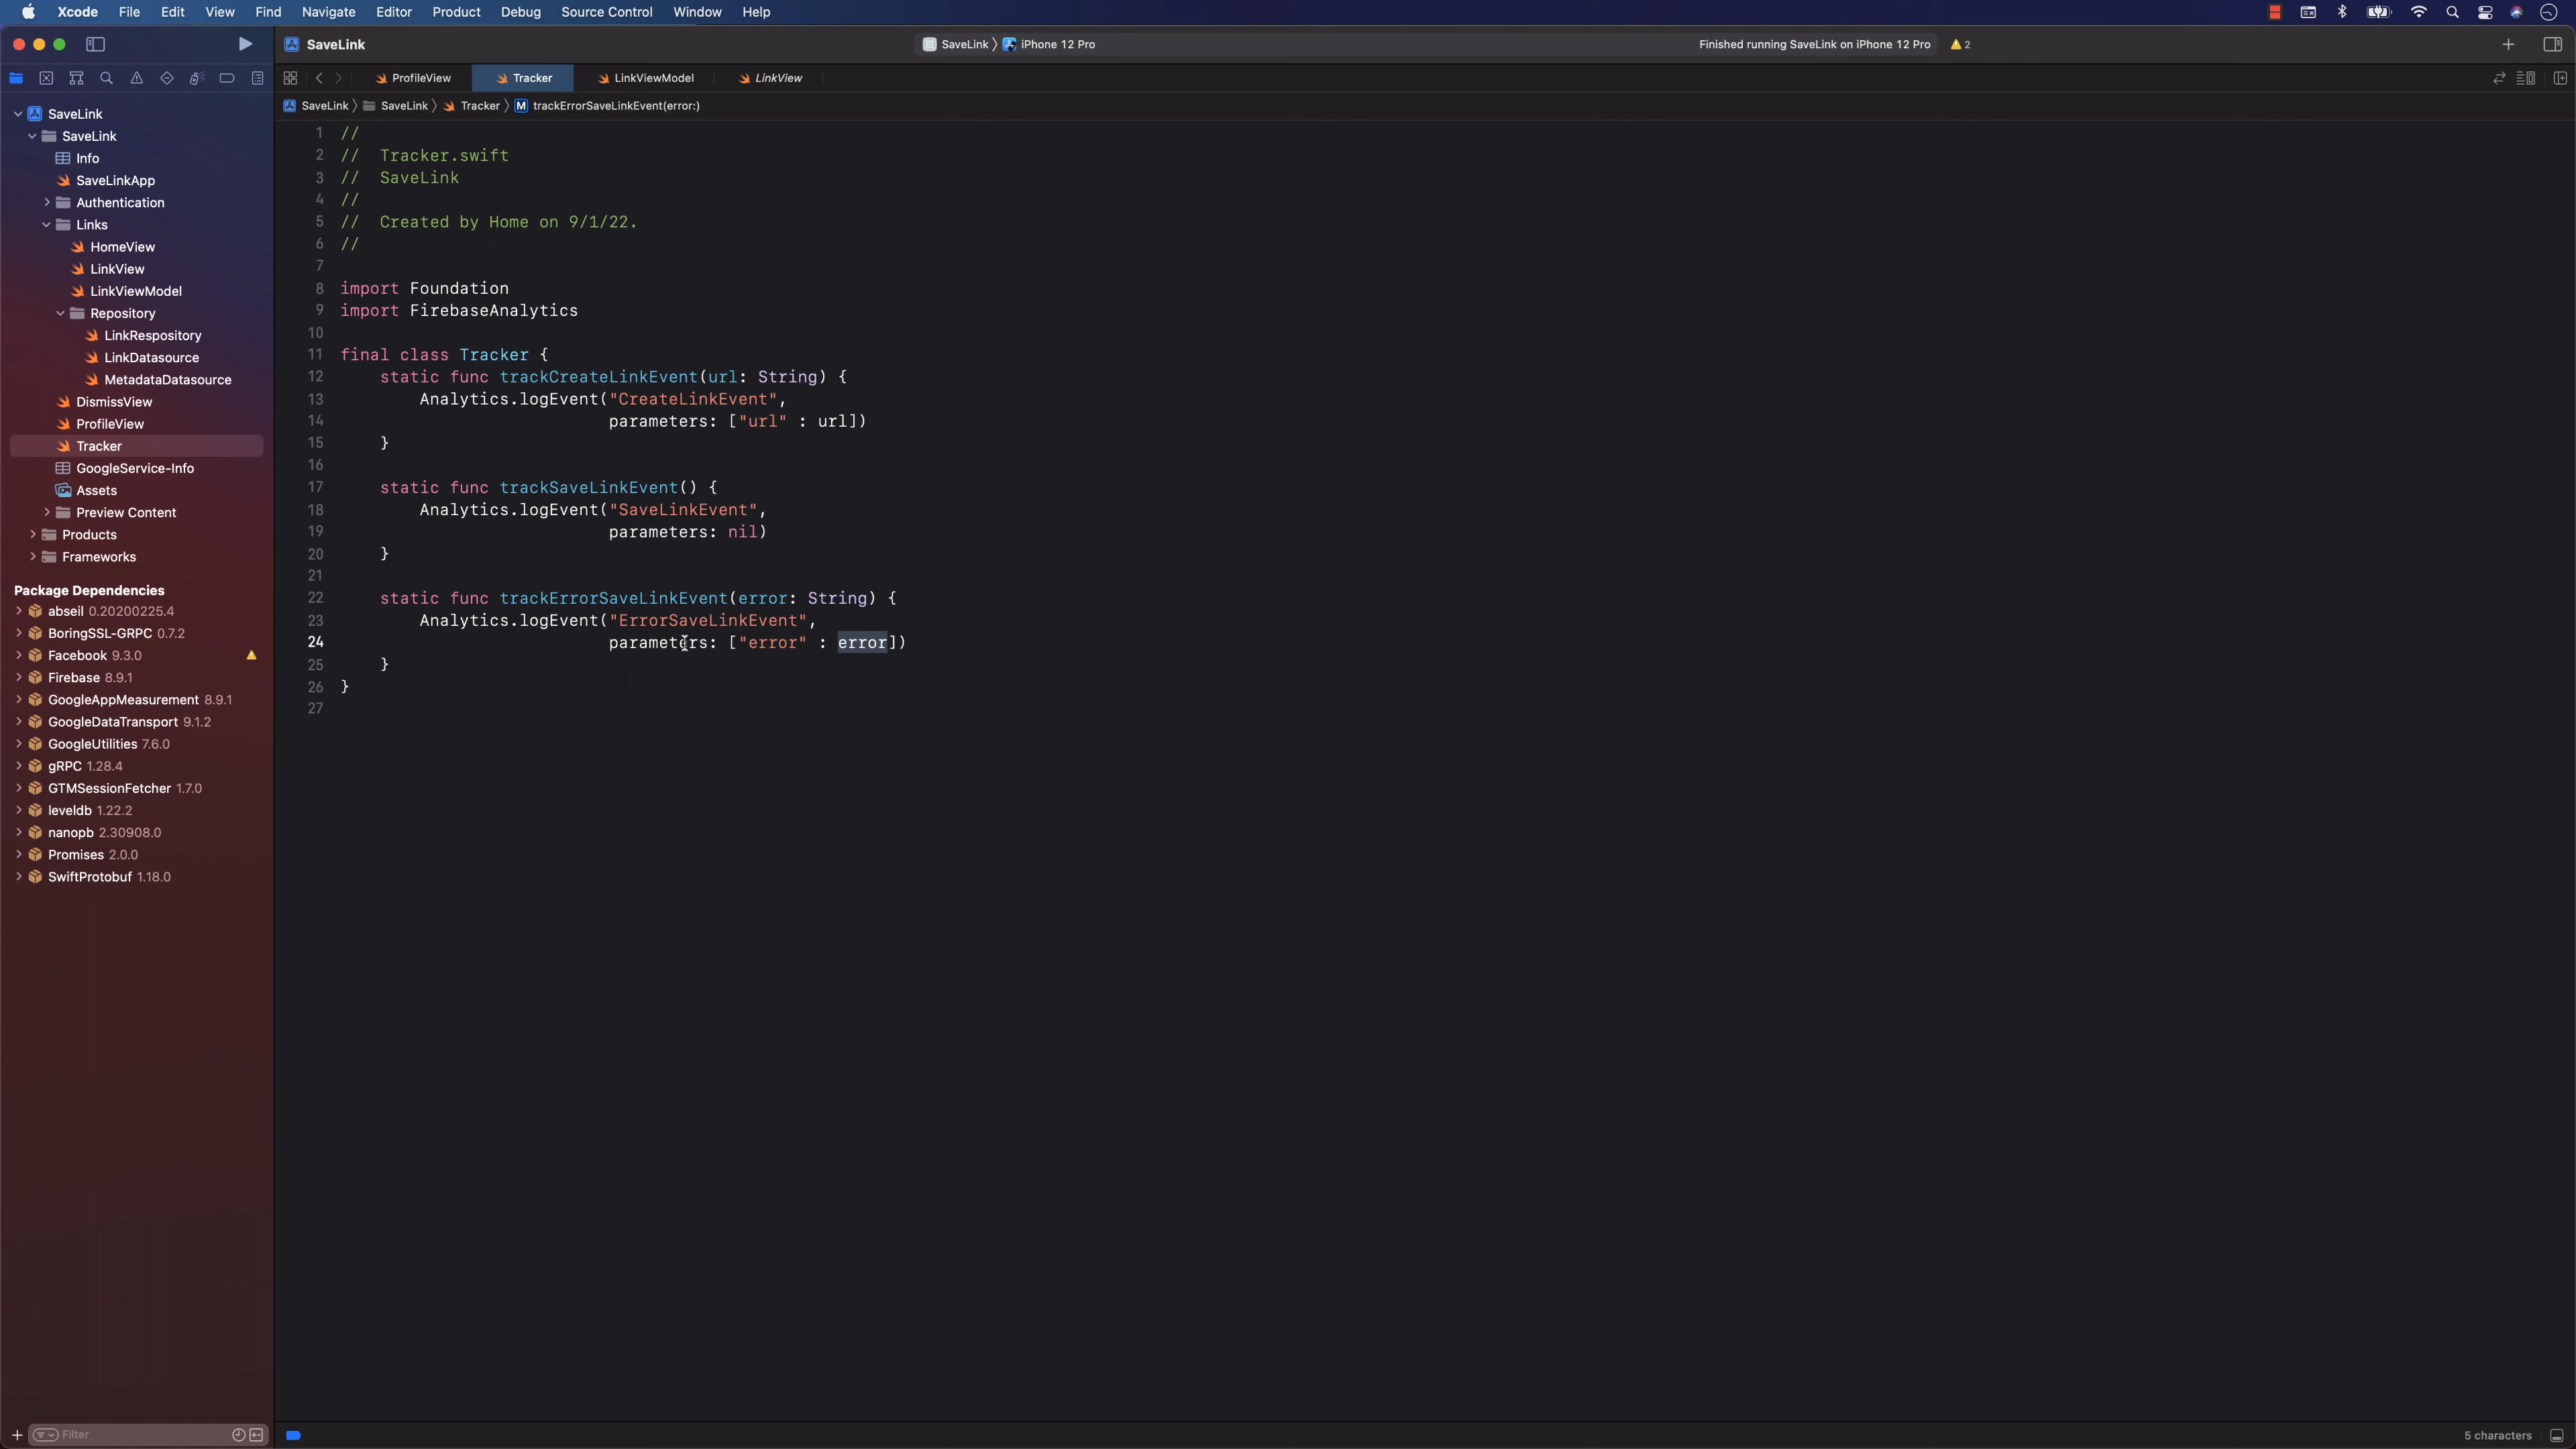 Xcode File Edit View Find Navigate Editor Product Debug Source Control Window Help
SaveLink SaveLink iPhone 12 Pro Finished running SaveLink on iPhone 12 Pro 2
ProfileView Tracker LinkViewModel LinkView
SaveLink SaveLink Tracker M trackErrorSaveLinkEvent(error:)
SaveLink
SaveLink
Info
SaveLinkApp
Authentication
Links
HomeView
LinkView
LinkViewModel
Repository
LinkRespository
LinkDatasource
MetadataDatasource
DismissView
ProfileView
Tracker
GoogleService-Info
Assets
Preview Content
Products
Frameworks
Package Dependencies
abseil 0.20200225.4
BoringSSL-GRPC 0.7.2
Facebook 9.3.0
Firebase 8.9.1
GoogleAppMeasurement 8.9.1
GoogleDataTransport 9.1.2
GoogleUtilities 7.6.0
gRPC 1.28.4
GTMSessionFetcher 1.7.0
leveldb 1.22.2
nanopb 2.30908.0
Promises 2.0.0
SwiftProtobuf 1.18.0
Filter
1 //
2 //  Tracker.swift
3 //  SaveLink
4 //
5 //  Created by Home on 9/1/22.
6 //
7
8 import Foundation
9 import FirebaseAnalytics
10
11 final class Tracker {
12     static func trackCreateLinkEvent(url: String) {
13         Analytics.logEvent("CreateLinkEvent",
14                            parameters: ["url" : url])
15     }
16
17     static func trackSaveLinkEvent() {
18         Analytics.logEvent("SaveLinkEvent",
19                            parameters: nil)
20     }
21
22     static func trackErrorSaveLinkEvent(error: String) {
23         Analytics.logEvent("ErrorSaveLinkEvent",
24                            parameters: ["error" : error])
25     }
26 }
27
5 characters